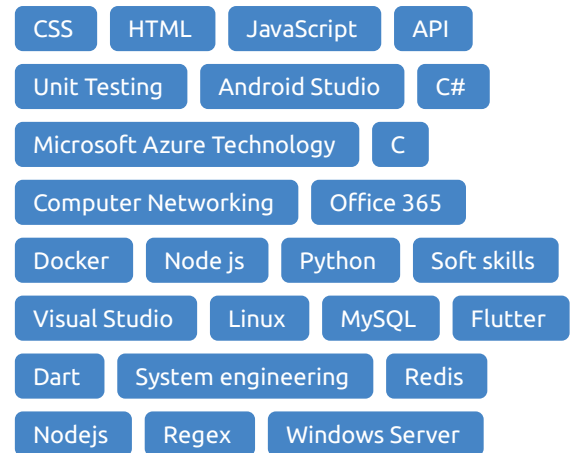 CSS HTML JavaScript API
Unit Testing Android Studio C#
Microsoft Azure Technology C
Computer Networking Office 365
Docker Node js Python Soft skills
Visual Studio Linux MySQL Flutter
Dart System engineering Redis
Nodejs Regex Windows Server